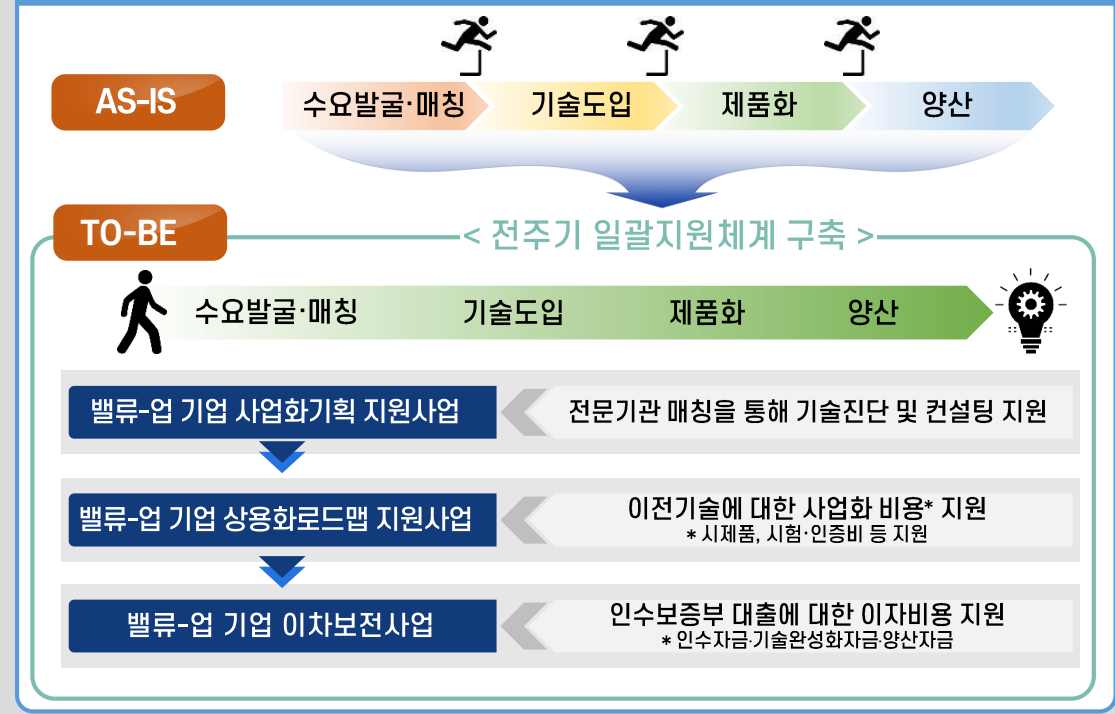 AS-IS
수요발굴·매칭
기술도입
제품화
양산
TO-BE
< 전주기 일괄지원체계 구축 >
수요발굴·매칭
기술도입
제품화
양산
밸류-업 기업 사업화기획 지원사업
전문기관 매칭을 통해 기술진단 및 컨설팅 지원
밸류-업 기업 상용화로드맵 지원사업
이전기술에 대한 사업화 비용* 지원
* 시제품, 시험·인증비 등 지원
밸류-업 기업 이차보전사업
인수보증부 대출에 대한 이자비용 지원
* 인수자금·기술완성화자금·양산자금